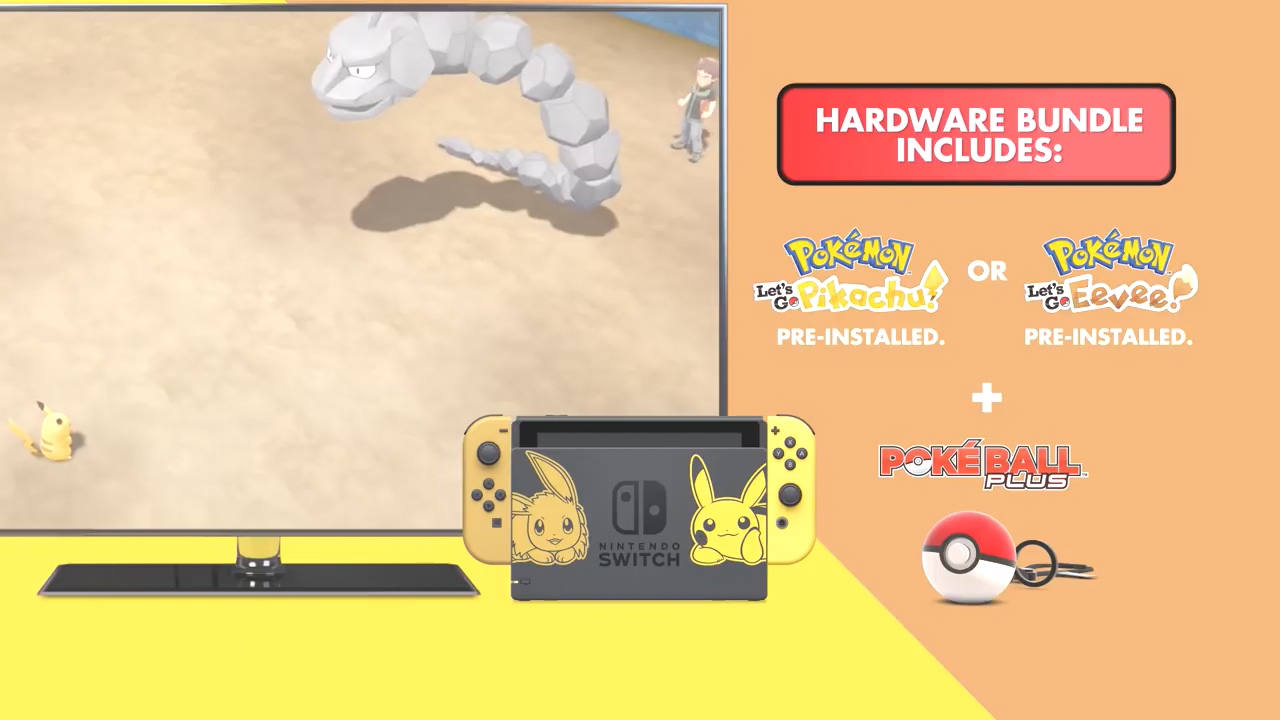 HARDWARE BUNDLE
INCLUDES:
POKéMON
Let's Go
Pikachu!
PRE-INSTALLED.
OR
POKéMON
Let's Go
Eevee!
PRE-INSTALLED.
+
POKÉ BALL
PLUS
NINTENDO
SWITCH